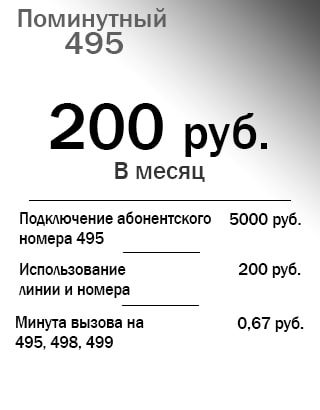 Поминутный
495
200 руб.
В месяц
Подключение абонентского 5000 руб.
номера 495
Использование 200 руб.
линии и номера
Минута вызова на 0,67 руб.
495, 498, 499